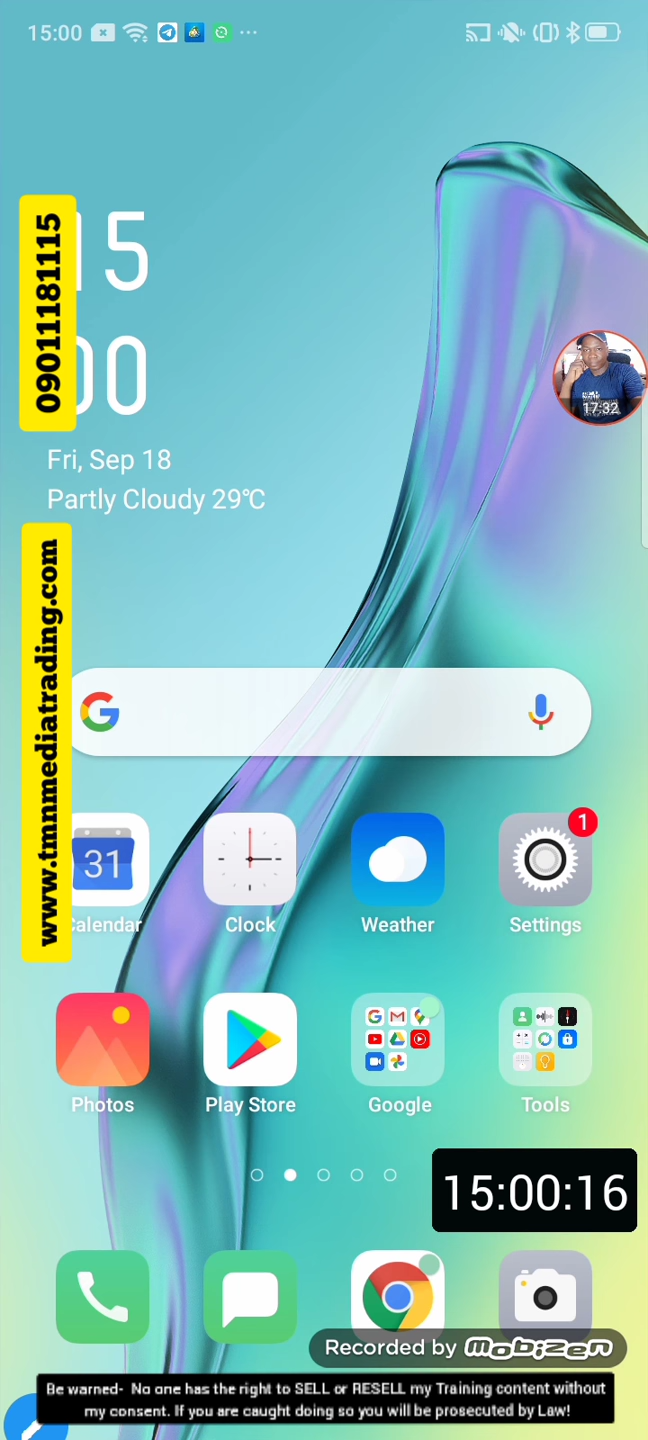 15:00
15
00
09011181115
17:32
Fri, Sep 18
Partly Cloudy 29℃
www.tmnmediatrading.com
31
1
Calendar
Clock
Weather
Settings
Photos
Play Store
Google
Tools
15:00:16
Recorded by Mobizen
Be warned- No one has the right to SELL or RESELL my Training content without
my consent. If you are caught doing so you will be prosecuted by Law!